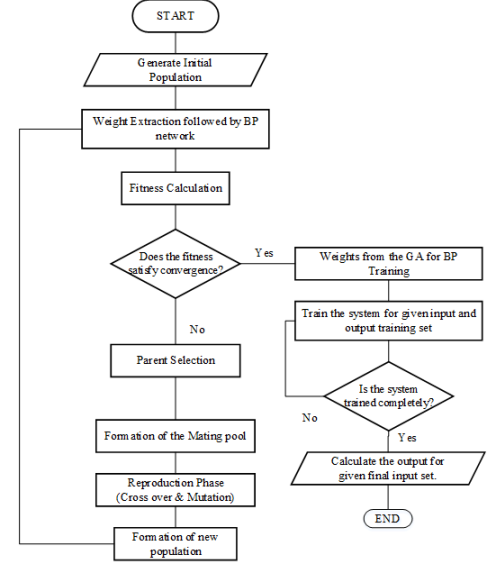 START
Generate Initial
Population
Weight Extraction followed by BP
network
Fitness Calculation
Does the fitness
satisfy convergence?
Yes
No
Parent Selection
Formation of the Mating pool
Reproduction Phase
(Cross over & Mutation)
Formation of new
population
Weights from the GA for BP
Training
Train the system for given input and
output training set
Is the system
trained completely?
No
Yes
Calculate the output for
given final input set.
END